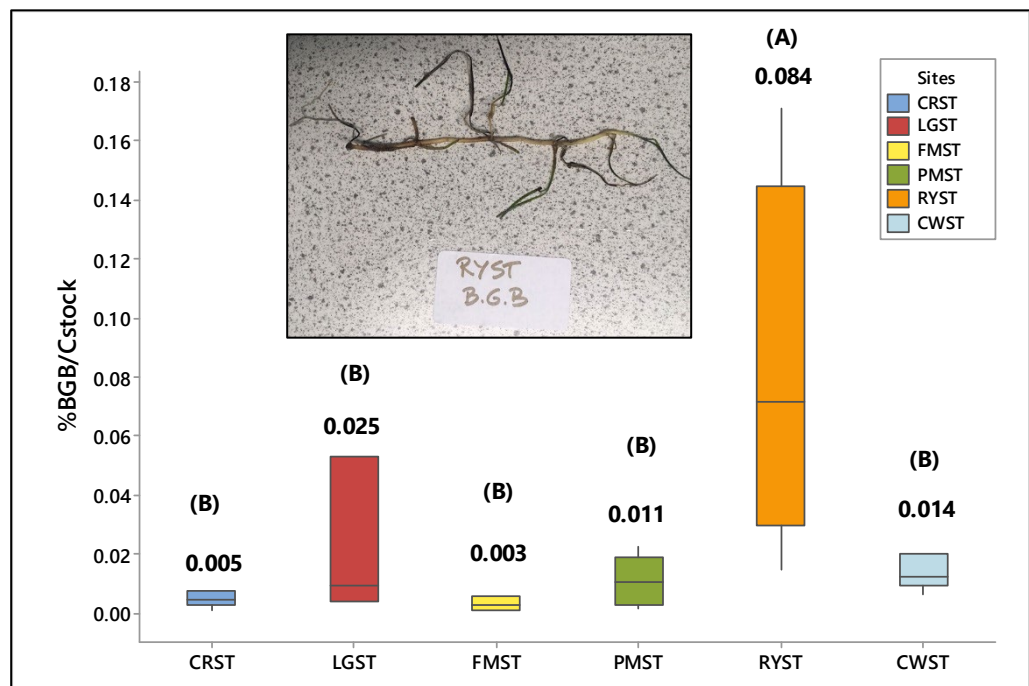 (A)
0.084
%BGB/Cstock
0.18
0.16
0.14
0.12
0.10
0.08
0.06
0.04
0.02
0.00
RYST
B.G.B
Sites
CRST
LGST
FMST
PMST
RYST
CWST
(B)
0.005
(B)
0.025
(B)
0.003
(B)
0.011
(B)
0.014
CRST
LGST
FMST
PMST
RYST
CWST